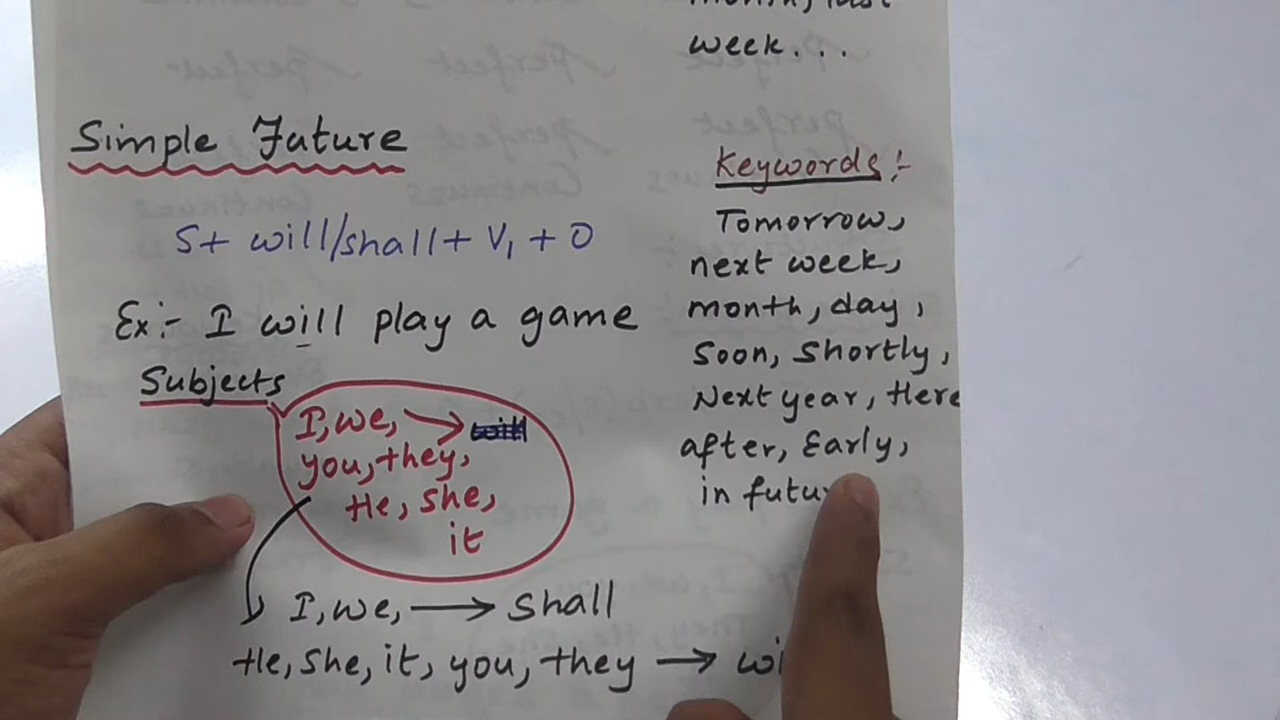 week...
Simple Future
S+ will/shall + V₁ + O
Ex:- I will play a game
Subjects
I, we,
you, they,
He, she,
it
I, we, → Shall
He, She, it, you, they →
Keywords:-
Tomorrow,
next week,
month, day,
Soon, Shortly,
Next year, Here
after, Early,
in